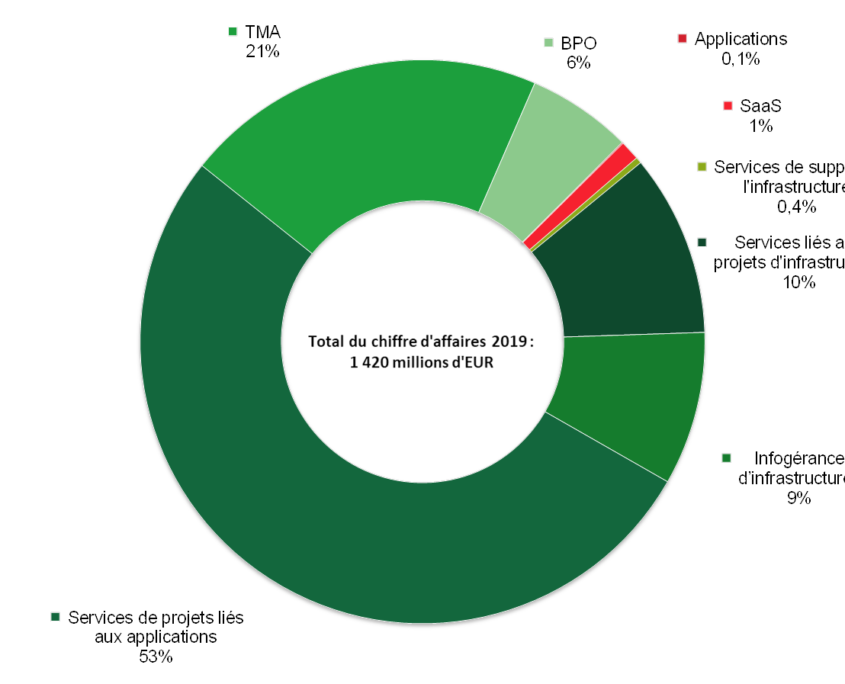 TMA
21%
BPO
6%
Applications
0,1%
SaaS
1%
Services de supp
l'infrastructure
0,4%
Services liés a
projets d'infrastru
10%
Total du chiffre d'affaires 2019 :
1 420 millions d'EUR
Infogérance
d'infrastructure
9%
Services de projets liés
aux applications
53%